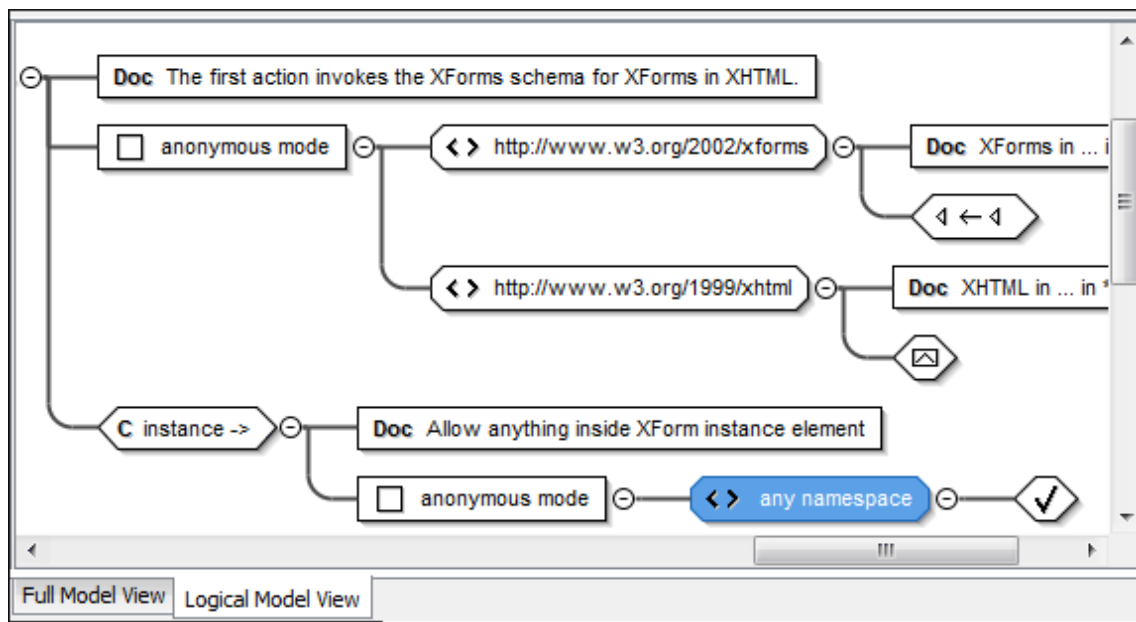 Doc The first action invokes the XForms schema for XForms in XHTML.
anonymous mode
< > http://www.w3.org/2002/xforms
Doc XForms in ... i
< > http://www.w3.org/1999/xhtml
Doc XHTML in ... in *
C instance ->
Doc Allow anything inside XForm instance element
anonymous mode
< > any namespace
Full Model View
Logical Model View